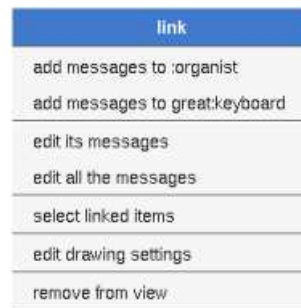 link
add messages to :organist
add messages to great:keyboard
edit its messages
edit all the messages
select linked items
edit drawing settings
remove from view